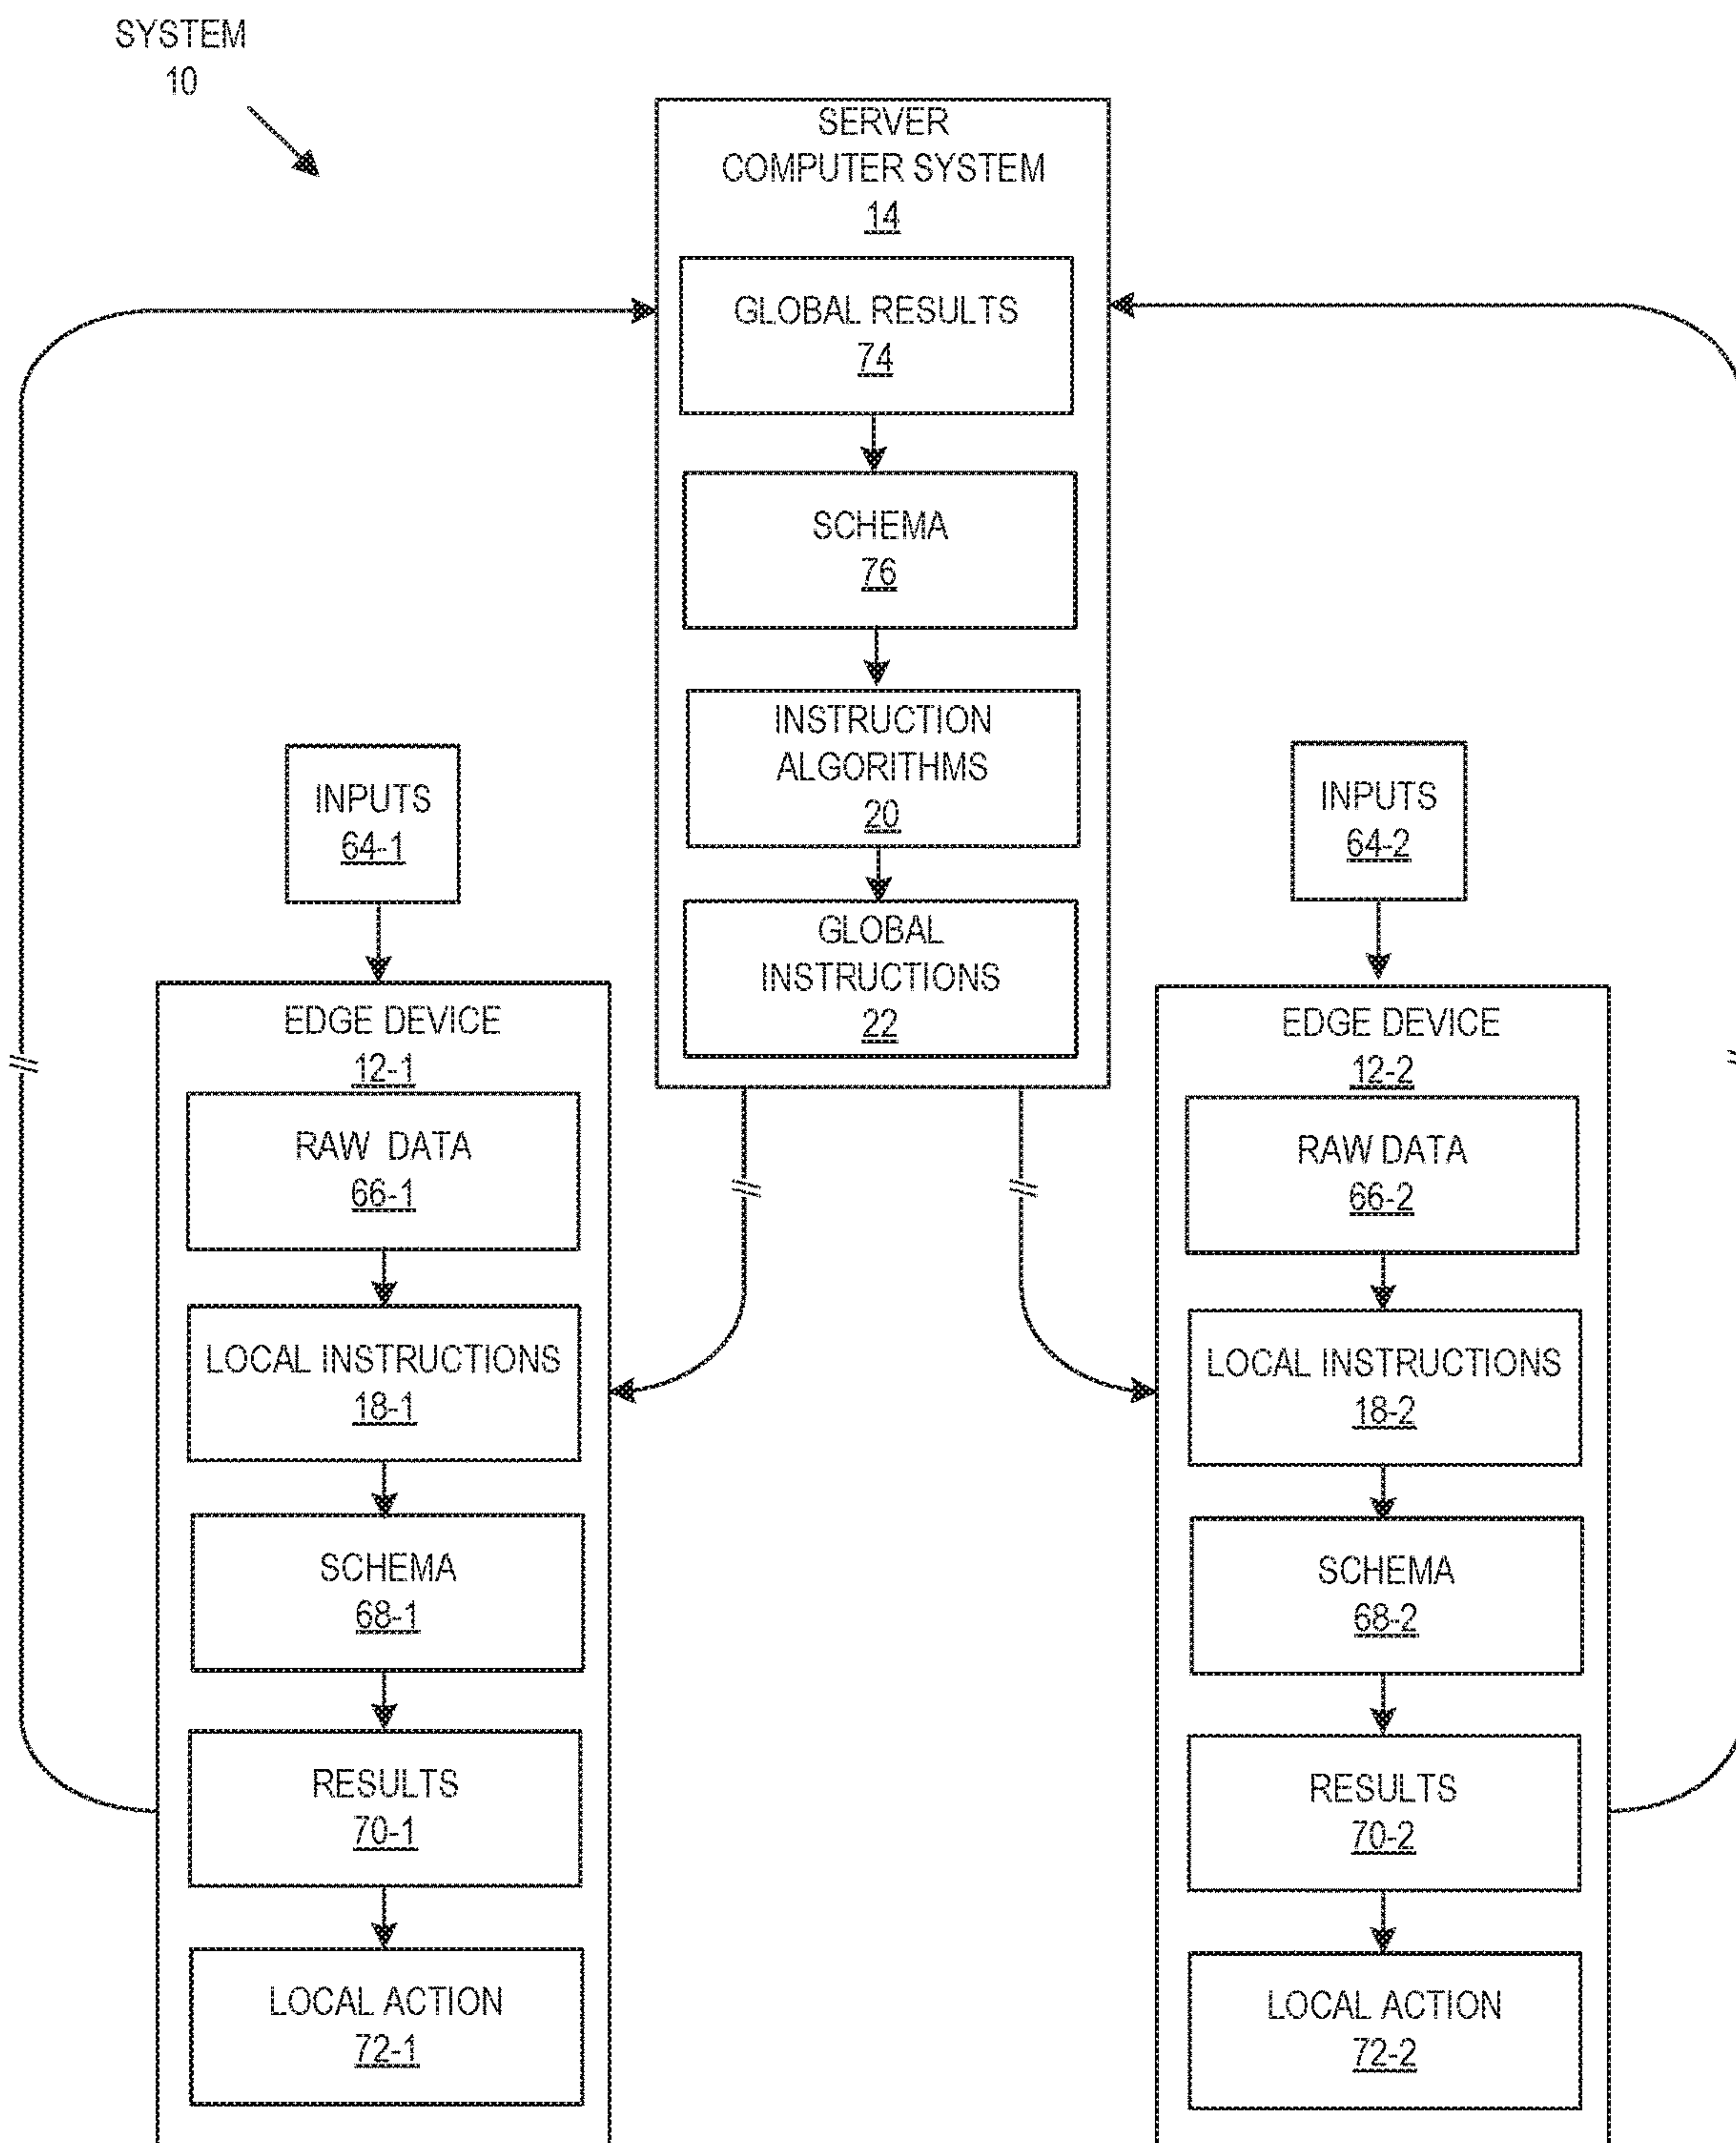 SYSTEM
10
SERVER
COMPUTER SYSTEM
14
GLOBAL RESULTS
74
SCHEMA
76
INSTRUCTION
ALGORITHMS
20
GLOBAL
INSTRUCTIONS
22
INPUTS
64-1
EDGE DEVICE
12-1
RAW DATA
66-1
LOCAL INSTRUCTIONS
18-1
SCHEMA
68-1
RESULTS
70-1
LOCAL ACTION
72-1
INPUTS
64-2
EDGE DEVICE
12-2
RAW DATA
66-2
LOCAL INSTRUCTIONS
18-2
SCHEMA
68-2
RESULTS
70-2
LOCAL ACTION
72-2